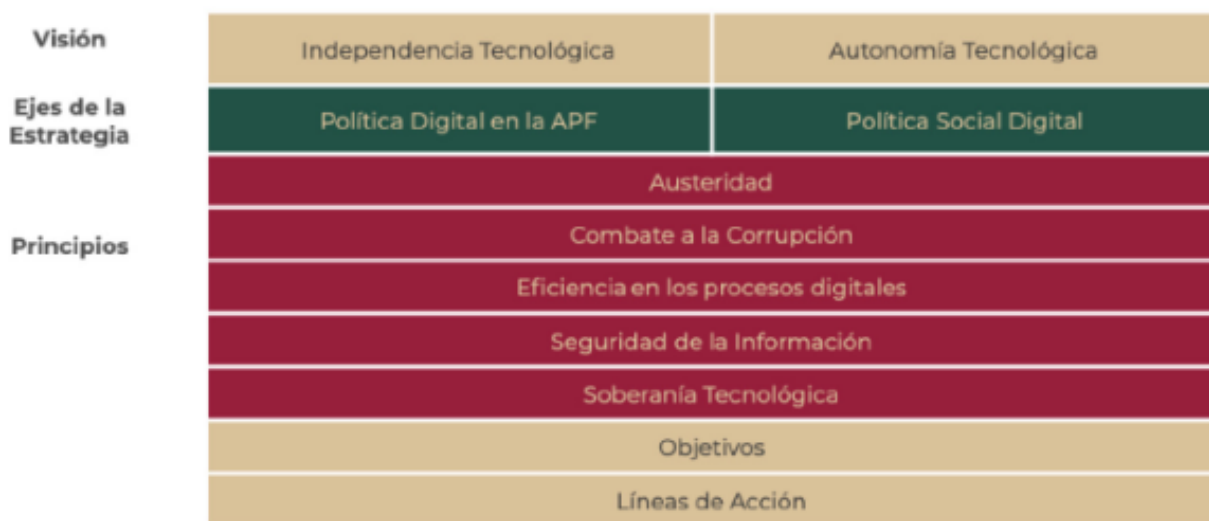 Visión
Independencia Tecnológica
Autonomía Tecnológica
Ejes de la
Estrategia
Política Digital en la APF
Política Social Digital
Austeridad
Principios
Combate a la Corrupción
Eficiencia en los procesos digitales
Seguridad de la Información
Soberanía Tecnológica
Objetivos
Líneas de Acción